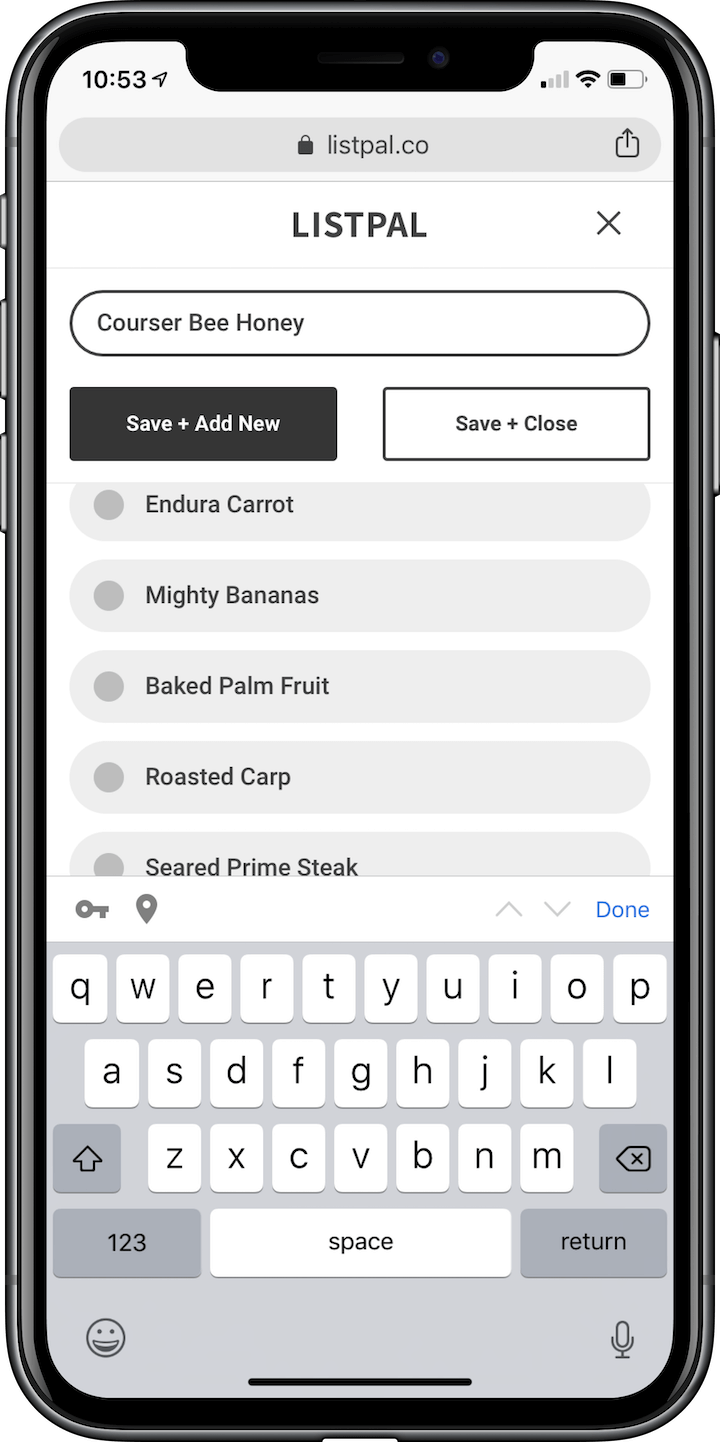 10:53
listpal.co
LISTPAL
Courser Bee Honey
Save + Add New
Save + Close
Endura Carrot
Mighty Bananas
Baked Palm Fruit
Roasted Carp
Seared Prime Steak
Done
q w e r t y u i o p
a s d f g h j k l
z x c v b n m
123 space return